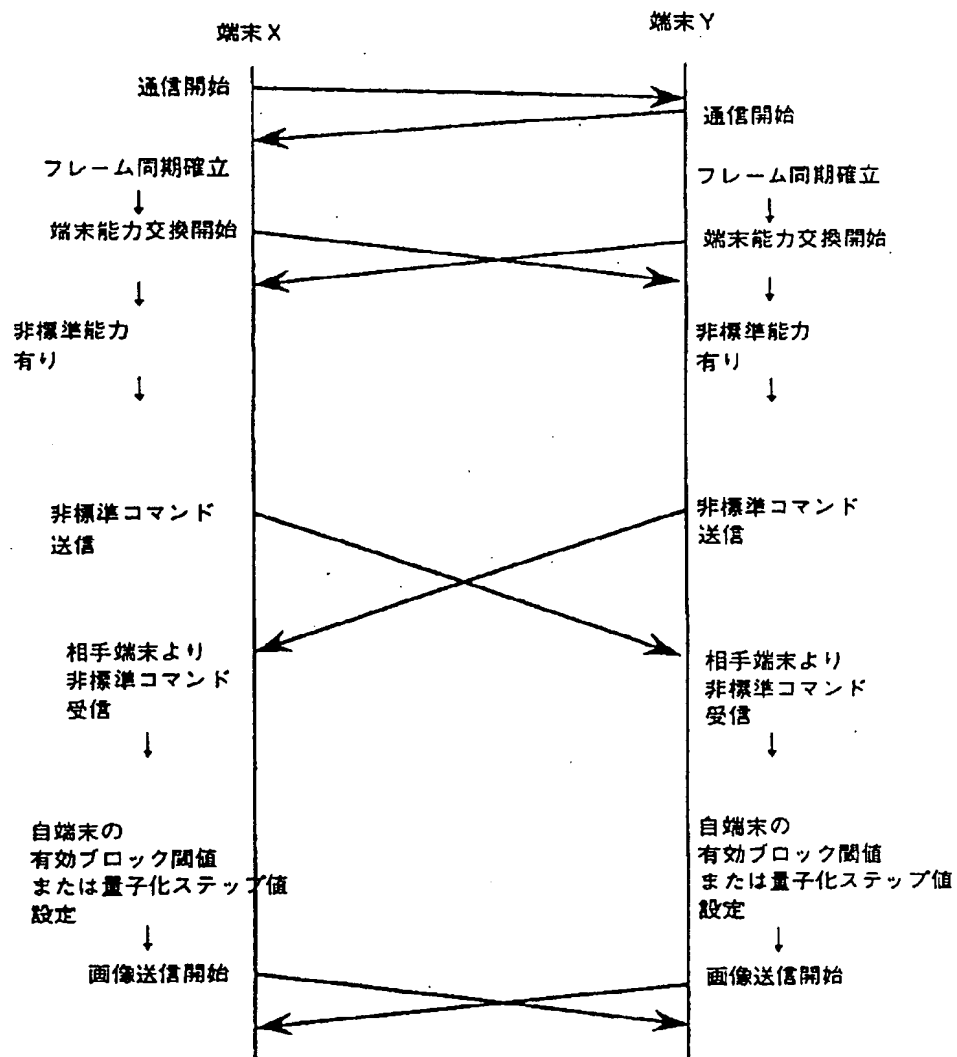 端末X
端末Y
通信開始
通信開始
フレーム同期確立
フレーム同期確立
端末能力交換開始
端末能力交換開始
非標準能力
有り
非標準能力
有り
非標準コマンド
送信
非標準コマンド
送信
相手端末より
非標準コマンド
受信
相手端末より
非標準コマンド
受信
自端末の
有効ブロック閾値
または量子化ステップ値
設定
自端末の
有効ブロック閾値
または量子化ステップ値
設定
画像送信開始
画像送信開始